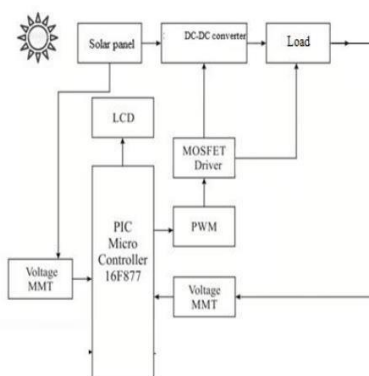 Solar panel
DC-DC converter
Load
LCD
MOSFET
Driver
PIC
Micro
Controller
16F877
PWM
Voltage
MMT
Voltage
MMT